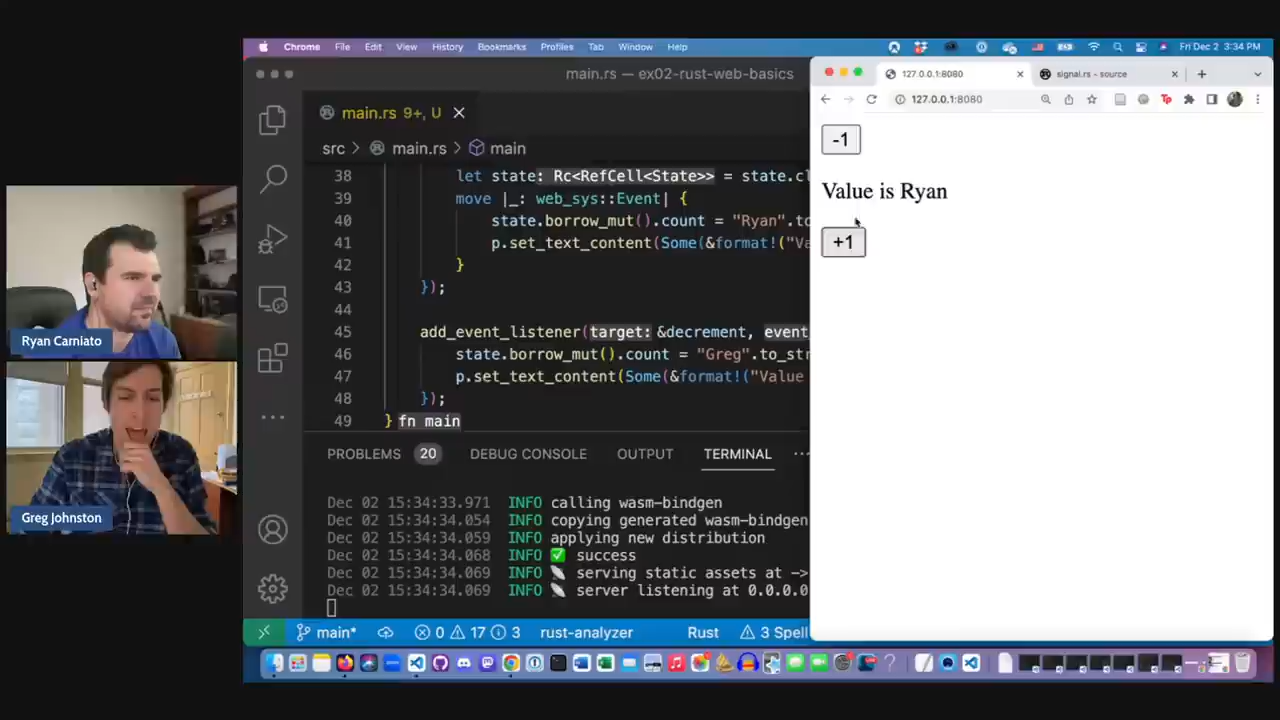 Chrome File Edit View History Bookmarks Profiles Tab Window Help Fri Dec 2 3:34 PM
main.rs — ex02-rust-web-basics
127.0.0.1:8080
signal.rs - source
main.rs 9+, U
127.0.0.1:8080
src > main.rs > main
-1
Value is Ryan
+1
38 let state: Rc<RefCell<State>> = state.cl
39 move |_: web_sys::Event| {
40 state.borrow_mut().count = "Ryan".to
41 p.set_text_content(Some(&format!("Va
42 }
43 });
44
45 add_event_listener(target: &decrement, event
46 state.borrow_mut().count = "Greg".to_str
47 p.set_text_content(Some(&format!("Value
48 });
49 } fn main
Ryan Carniato
Greg Johnston
PROBLEMS 20 DEBUG CONSOLE OUTPUT TERMINAL ...
Dec 02 15:34:33.971 INFO calling wasm-bindgen
Dec 02 15:34:34.054 INFO copying generated wasm-bindgen
Dec 02 15:34:34.059 INFO applying new distribution
Dec 02 15:34:34.068 INFO ✅ success
Dec 02 15:34:34.069 INFO 📡 serving static assets at ->
Dec 02 15:34:34.069 INFO 📡 server listening at 0.0.0.0
main* 0 17 3 rust-analyzer Rust 3 Spell